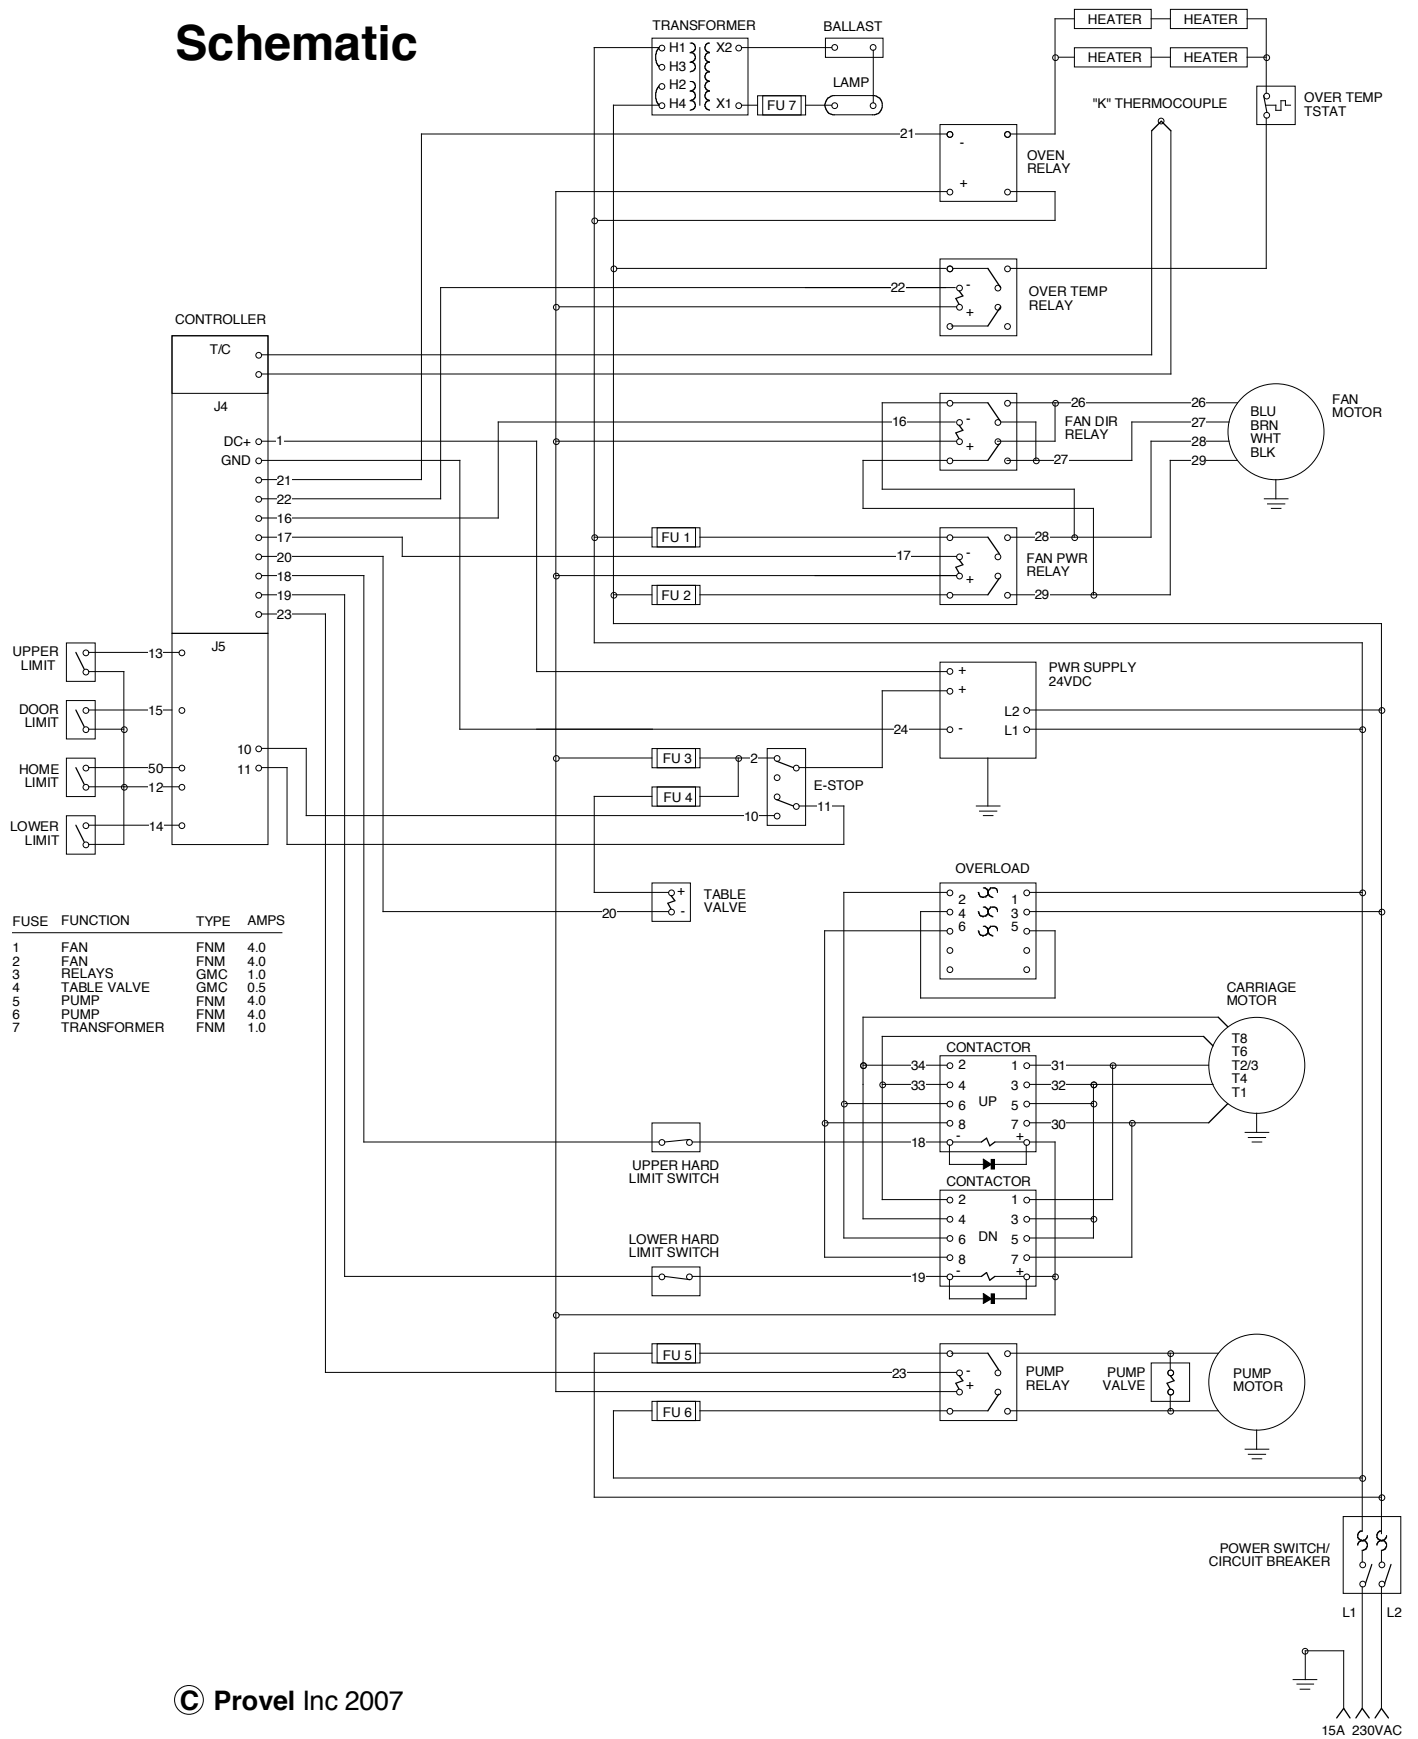 Schematic
TRANSFORMER
H1
H3
H2
H4
X2
X1
FU 7
BALLAST
LAMP
HEATER
HEATER
HEATER
HEATER
"K" THERMOCOUPLE
OVER TEMP
TSTAT
21
-
+
OVEN
RELAY
22
-
+
OVER TEMP
RELAY
CONTROLLER
T/C
J4
DC+
1
GND
21
22
16
17
20
18
19
23
J5
13
15
50
12
14
10
11
UPPER
LIMIT
DOOR
LIMIT
HOME
LIMIT
LOWER
LIMIT
16
-
+
FAN DIR
RELAY
26
27
26
27
28
29
BLU
BRN
WHT
BLK
FAN
MOTOR
FU 1
FU 2
17
-
+
28
FAN PWR
RELAY
29
PWR SUPPLY
24VDC
+
+
24
-
L2
L1
FU 3
FU 4
2
10
11
E-STOP
20
+
-
TABLE
VALVE
OVERLOAD
2
4
6
1
3
5
FUSE FUNCTION TYPE AMPS
1 FAN FNM 4.0
2 FAN FNM 4.0
3 RELAYS GMC 1.0
4 TABLE VALVE GMC 0.5
5 PUMP FNM 4.0
6 PUMP FNM 4.0
7 TRANSFORMER FNM 1.0
CARRIAGE
MOTOR
T8
T6
T2/3
T4
T1
CONTACTOR
34
2
1
31
33
4
3
32
6
UP
5
8
7
30
18
-
+
UPPER HARD
LIMIT SWITCH
CONTACTOR
2
1
4
3
6
DN
5
8
7
19
-
+
LOWER HARD
LIMIT SWITCH
FU 5
FU 6
23
-
+
PUMP
RELAY
PUMP
VALVE
PUMP
MOTOR
POWER SWITCH/
CIRCUIT BREAKER
L1
L2
15A 230VAC
© Provel Inc 2007